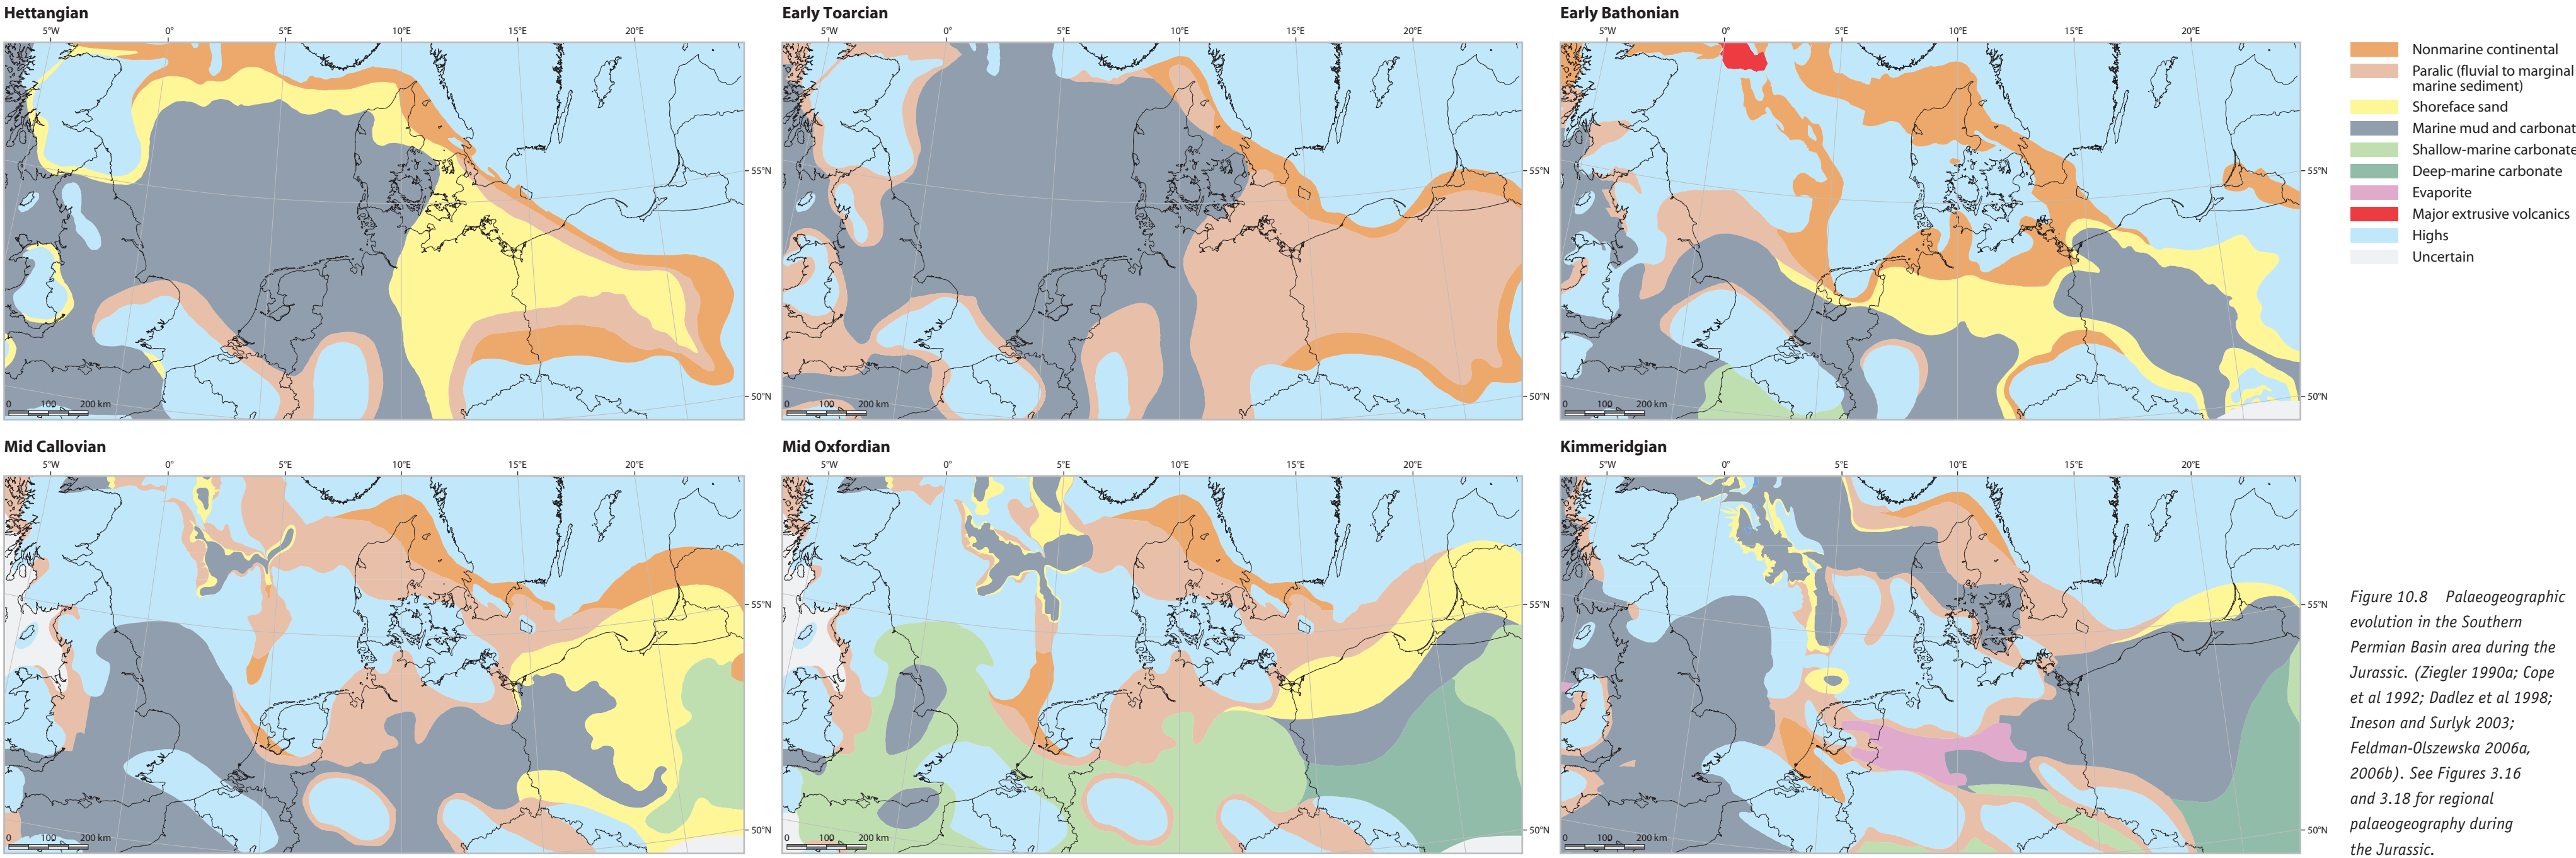 Hettangian
5°W 0° 5°E 10°E 15°E 20°E
55°N
50°N
0 100 200 km
Early Toarcian
5°W 0° 5°E 10°E 15°E 20°E
55°N
50°N
0 100 200 km
Early Bathonian
5°W 0° 5°E 10°E 15°E 20°E
55°N
50°N
0 100 200 km
Nonmarine continental
Paralic (fluvial to marginal
marine sediment)
Shoreface sand
Marine mud and carbonat
Shallow-marine carbonate
Deep-marine carbonate
Evaporite
Major extrusive volcanics
Highs
Uncertain
Mid Callovian
5°W 0° 5°E 10°E 15°E 20°E
55°N
50°N
0 100 200 km
Mid Oxfordian
5°W 0° 5°E 10°E 15°E 20°E
55°N
50°N
0 100 200 km
Kimmeridgian
5°W 0° 5°E 10°E 15°E 20°E
55°N
50°N
0 100 200 km
Figure 10.8 Palaeogeographic
evolution in the Southern
Permian Basin area during the
Jurassic. (Ziegler 1990a; Cope
et al 1992; Dadlez et al 1998;
Ineson and Surlyk 2003;
Feldman-Olszewska 2006a,
2006b). See Figures 3.16
and 3.18 for regional
palaeogeography during
the Jurassic.